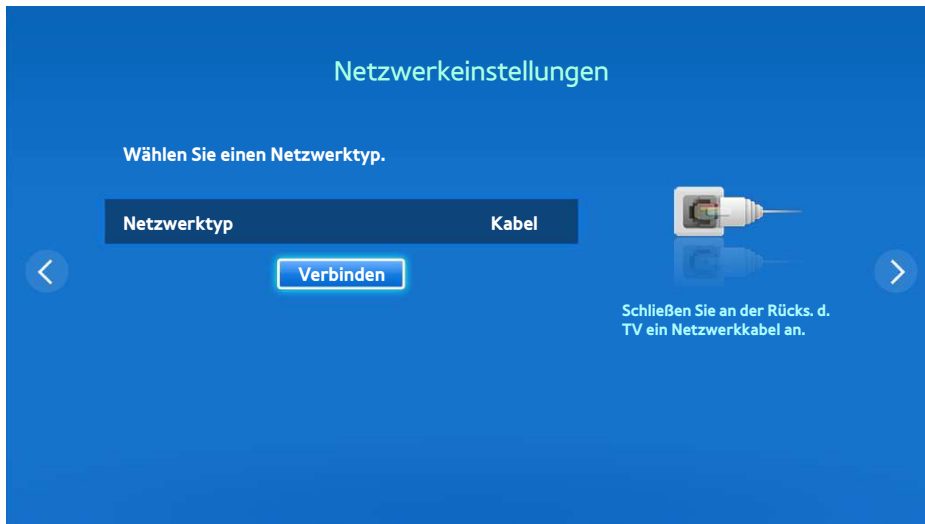 Netzwerkeinstellungen
Wählen Sie einen Netzwerktyp.
Netzwerktyp Kabel
Verbinden
Schließen Sie an der Rücks. d.
TV ein Netzwerkkabel an.